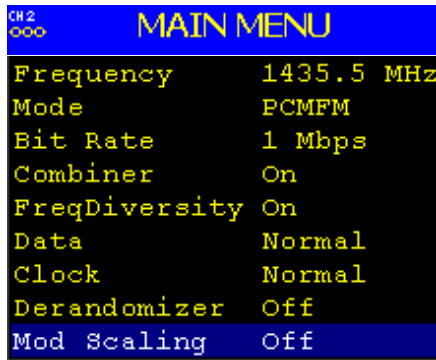 CH2
000
MAIN MENU
Frequency 1435.5 MHz
Mode PCMFM
Bit Rate 1 Mbps
Combiner On
FreqDiversity On
Data Normal
Clock Normal
Derandomizer Off
Mod Scaling Off